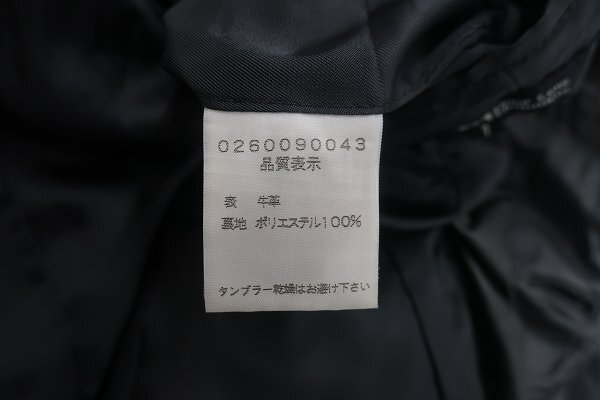 0260090043
品質表示
表 牛革
裏地 ポリエステル100%
タンブラー乾燥はお避け下さい